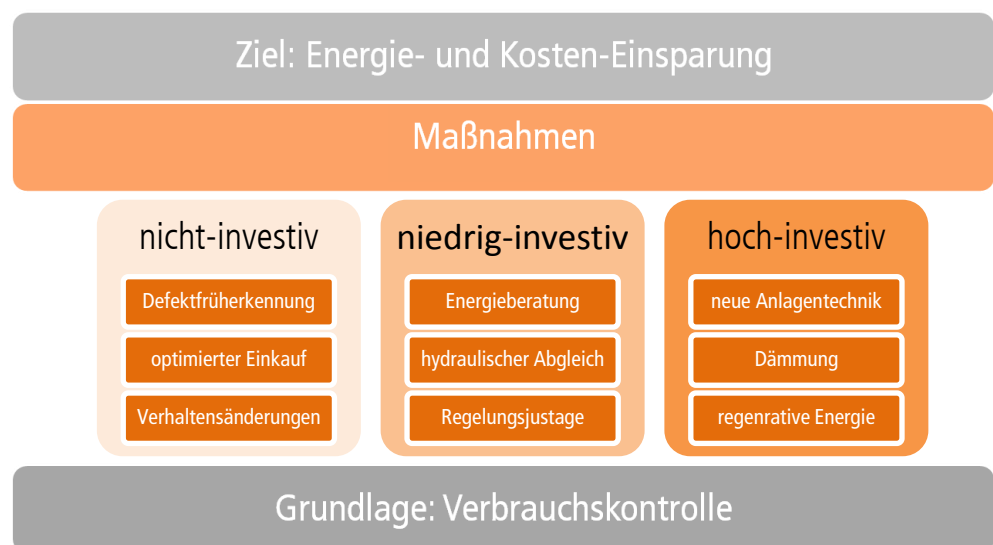 Ziel: Energie- und Kosten-Einsparung
Maßnahmen
nicht-investiv
Defektfrüherkennung
optimierter Einkauf
Verhaltensänderungen
niedrig-investiv
Energieberatung
hydraulischer Abgleich
Regelungsjustage
hoch-investiv
neue Anlagentechnik
Dämmung
regenrative Energie
Grundlage: Verbrauchskontrolle